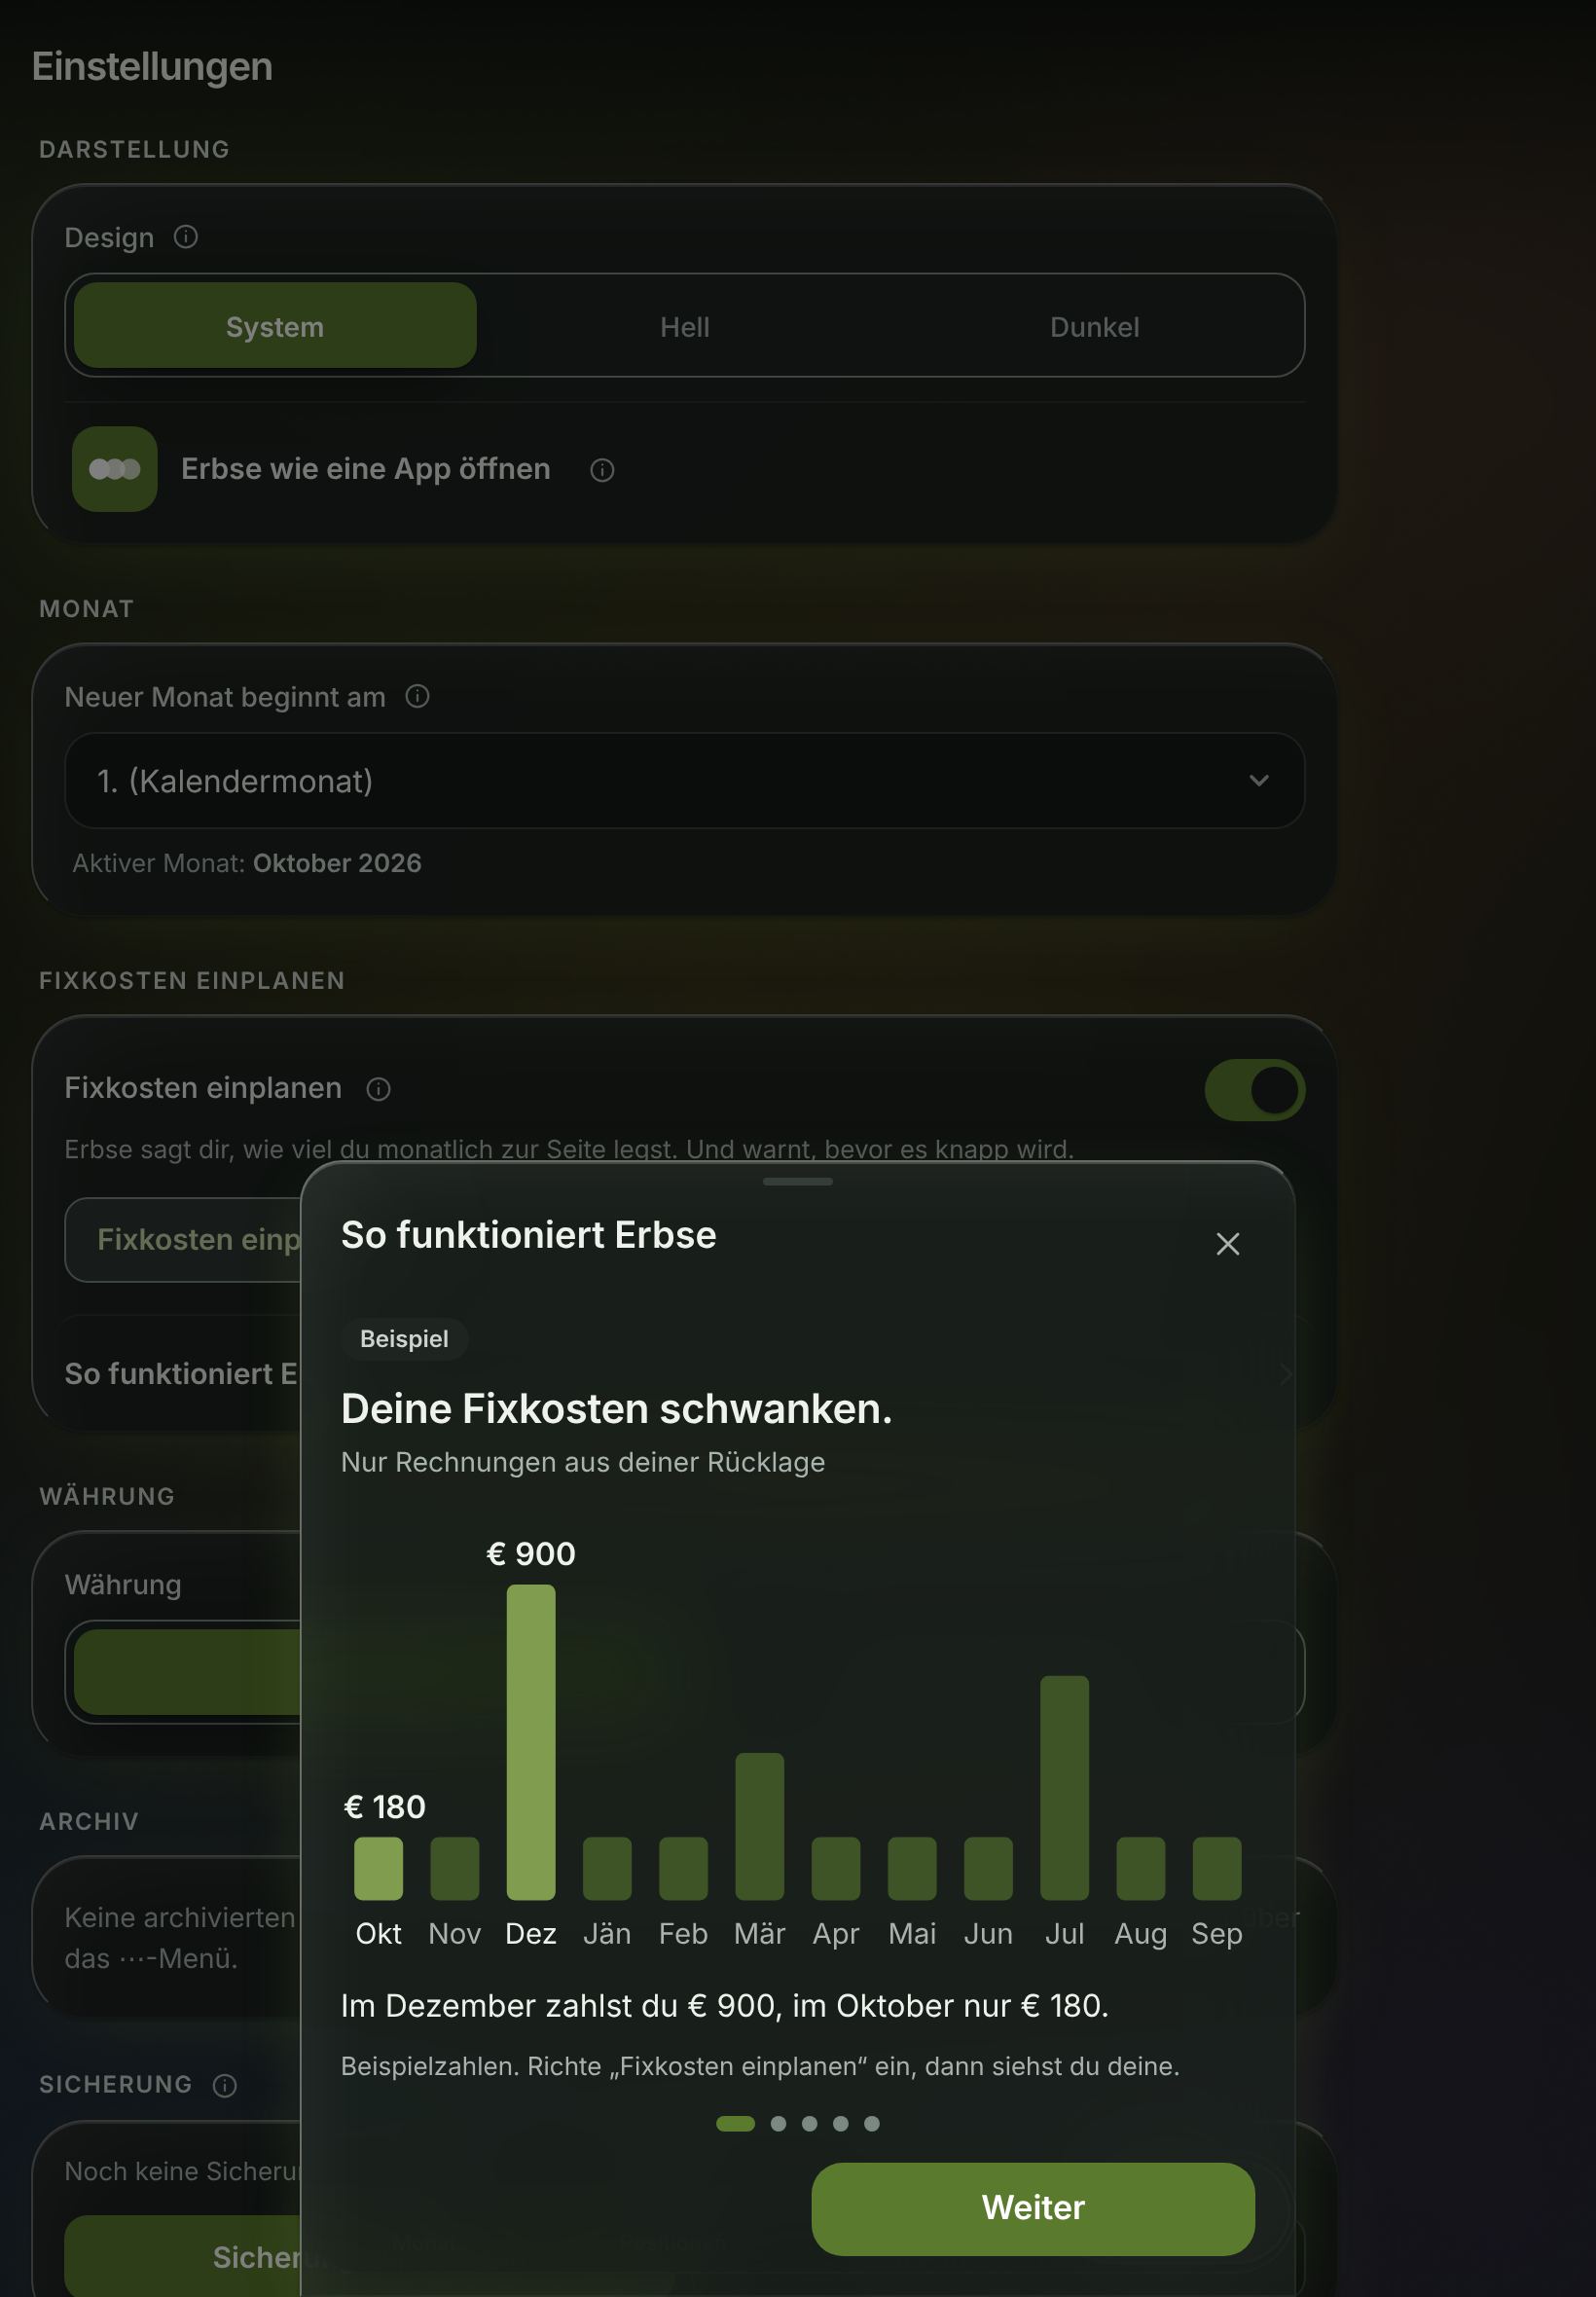 Einstellungen
DARSTELLUNG
Design
System
Hell
Dunkel
Erbse wie eine App öffnen
MONAT
Neuer Monat beginnt am
1. (Kalendermonat)
Aktiver Monat: Oktober 2026
FIXKOSTEN EINPLANEN
Fixkosten einplanen
Erbse sagt dir, wie viel du monatlich zur Seite legst. Und warnt, bevor es knapp wird.
Fixkosten einp
So funktioniert E
WÄHRUNG
Währung
ARCHIV
Keine archivierten
das ···-Menü.
SICHERUNG
Noch keine Sicheru
Sicher
So funktioniert Erbse
Beispiel
Deine Fixkosten schwanken.
Nur Rechnungen aus deiner Rücklage
€ 900
€ 180
Okt Nov Dez Jän Feb Mär Apr Mai Jun Jul Aug Sep
Im Dezember zahlst du € 900, im Oktober nur € 180.
Beispielzahlen. Richte „Fixkosten einplanen“ ein, dann siehst du deine.
Weiter